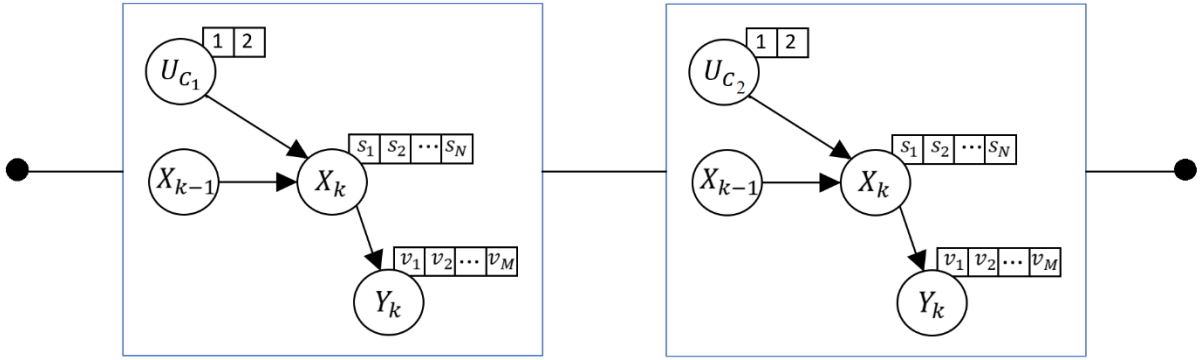 1 2
U_{C_1}
s_1 s_2 ⋯ s_N
X_{k-1}
X_k
v_1 v_2 ⋯ v_M
Y_k
1 2
U_{C_2}
s_1 s_2 ⋯ s_N
X_{k-1}
X_k
v_1 v_2 ⋯ v_M
Y_k